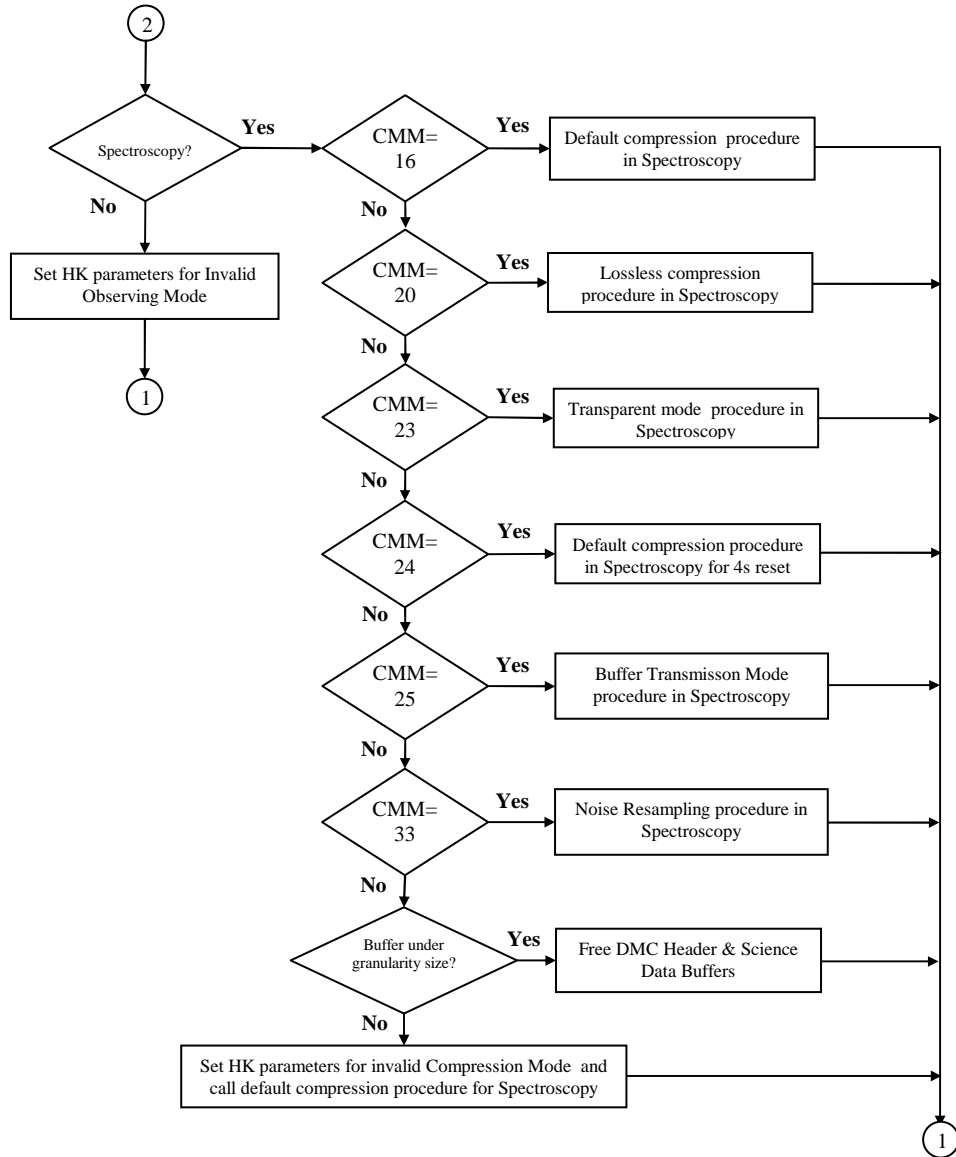 2
Spectroscopy?
Yes
CMM=
16
Yes
Default compression procedure
in Spectroscopy
No
No
Set HK parameters for Invalid
Observing Mode
1
CMM=
20
Yes
Lossless compression
procedure in Spectroscopy
No
CMM=
23
Yes
Transparent mode procedure in
Spectroscopy
No
CMM=
24
Yes
Default compression procedure
in Spectroscopy for 4s reset
No
CMM=
25
Yes
Buffer Transmisson Mode
procedure in Spectroscopy
No
CMM=
33
Yes
Noise Resampling procedure in
Spectroscopy
No
Buffer under
granularity size?
Yes
Free DMC Header & Science
Data Buffers
No
Set HK parameters for invalid Compression Mode and
call default compression procedure for Spectroscopy
1